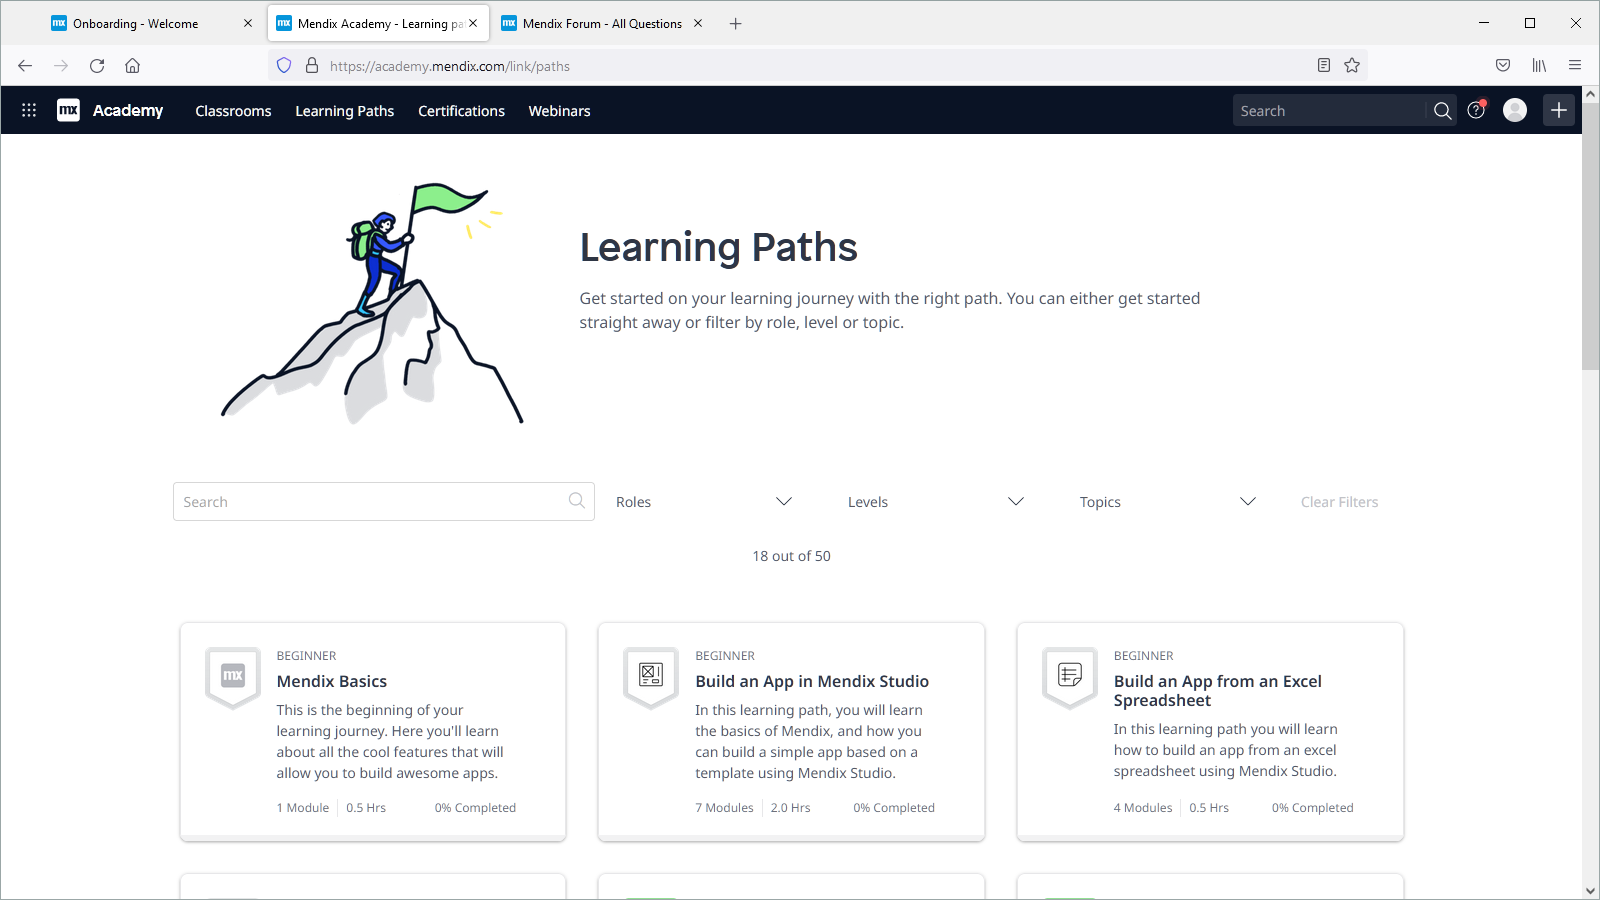 Onboarding - Welcome
Mendix Academy - Learning pa
Mendix Forum - All Questions
https://academy.mendix.com/link/paths
mx Academy
Classrooms
Learning Paths
Certifications
Webinars
Search
Learning Paths
Get started on your learning journey with the right path. You can either get started
straight away or filter by role, level or topic.
Search
Roles
Levels
Topics
Clear Filters
18 out of 50
mx
BEGINNER
Mendix Basics
This is the beginning of your
learning journey. Here you'll learn
about all the cool features that will
allow you to build awesome apps.
1 Module
0.5 Hrs
0% Completed
BEGINNER
Build an App in Mendix Studio
In this learning path, you will learn
the basics of Mendix, and how you
can build a simple app based on a
template using Mendix Studio.
7 Modules
2.0 Hrs
0% Completed
BEGINNER
Build an App from an Excel
Spreadsheet
In this learning path you will learn
how to build an app from an excel
spreadsheet using Mendix Studio.
4 Modules
0.5 Hrs
0% Completed